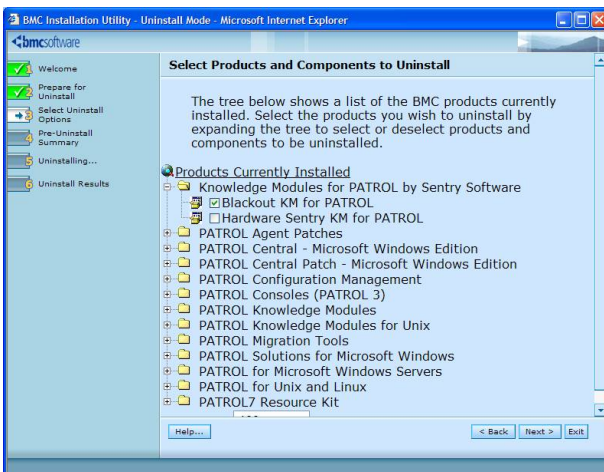 BMC Installation Utility - Uninstall Mode - Microsoft Internet Explorer
bmcsoftware
1 Welcome
2 Prepare for
Uninstall
3 Select Uninstall
Options
4 Pre-Uninstall
Summary
5 Uninstalling...
6 Uninstall Results
Select Products and Components to Uninstall
The tree below shows a list of the BMC products currently
installed. Select the products you wish to uninstall by
expanding the tree to select or deselect products and
components to be uninstalled.
Products Currently Installed
Knowledge Modules for PATROL by Sentry Software
Blackout KM for PATROL
Hardware Sentry KM for PATROL
PATROL Agent Patches
PATROL Central - Microsoft Windows Edition
PATROL Central Patch - Microsoft Windows Edition
PATROL Configuration Management
PATROL Consoles (PATROL 3)
PATROL Knowledge Modules
PATROL Knowledge Modules for Unix
PATROL Migration Tools
PATROL Solutions for Microsoft Windows
PATROL for Microsoft Windows Servers
PATROL for Unix and Linux
PATROL7 Resource Kit
Help...
< Back
Next >
Exit